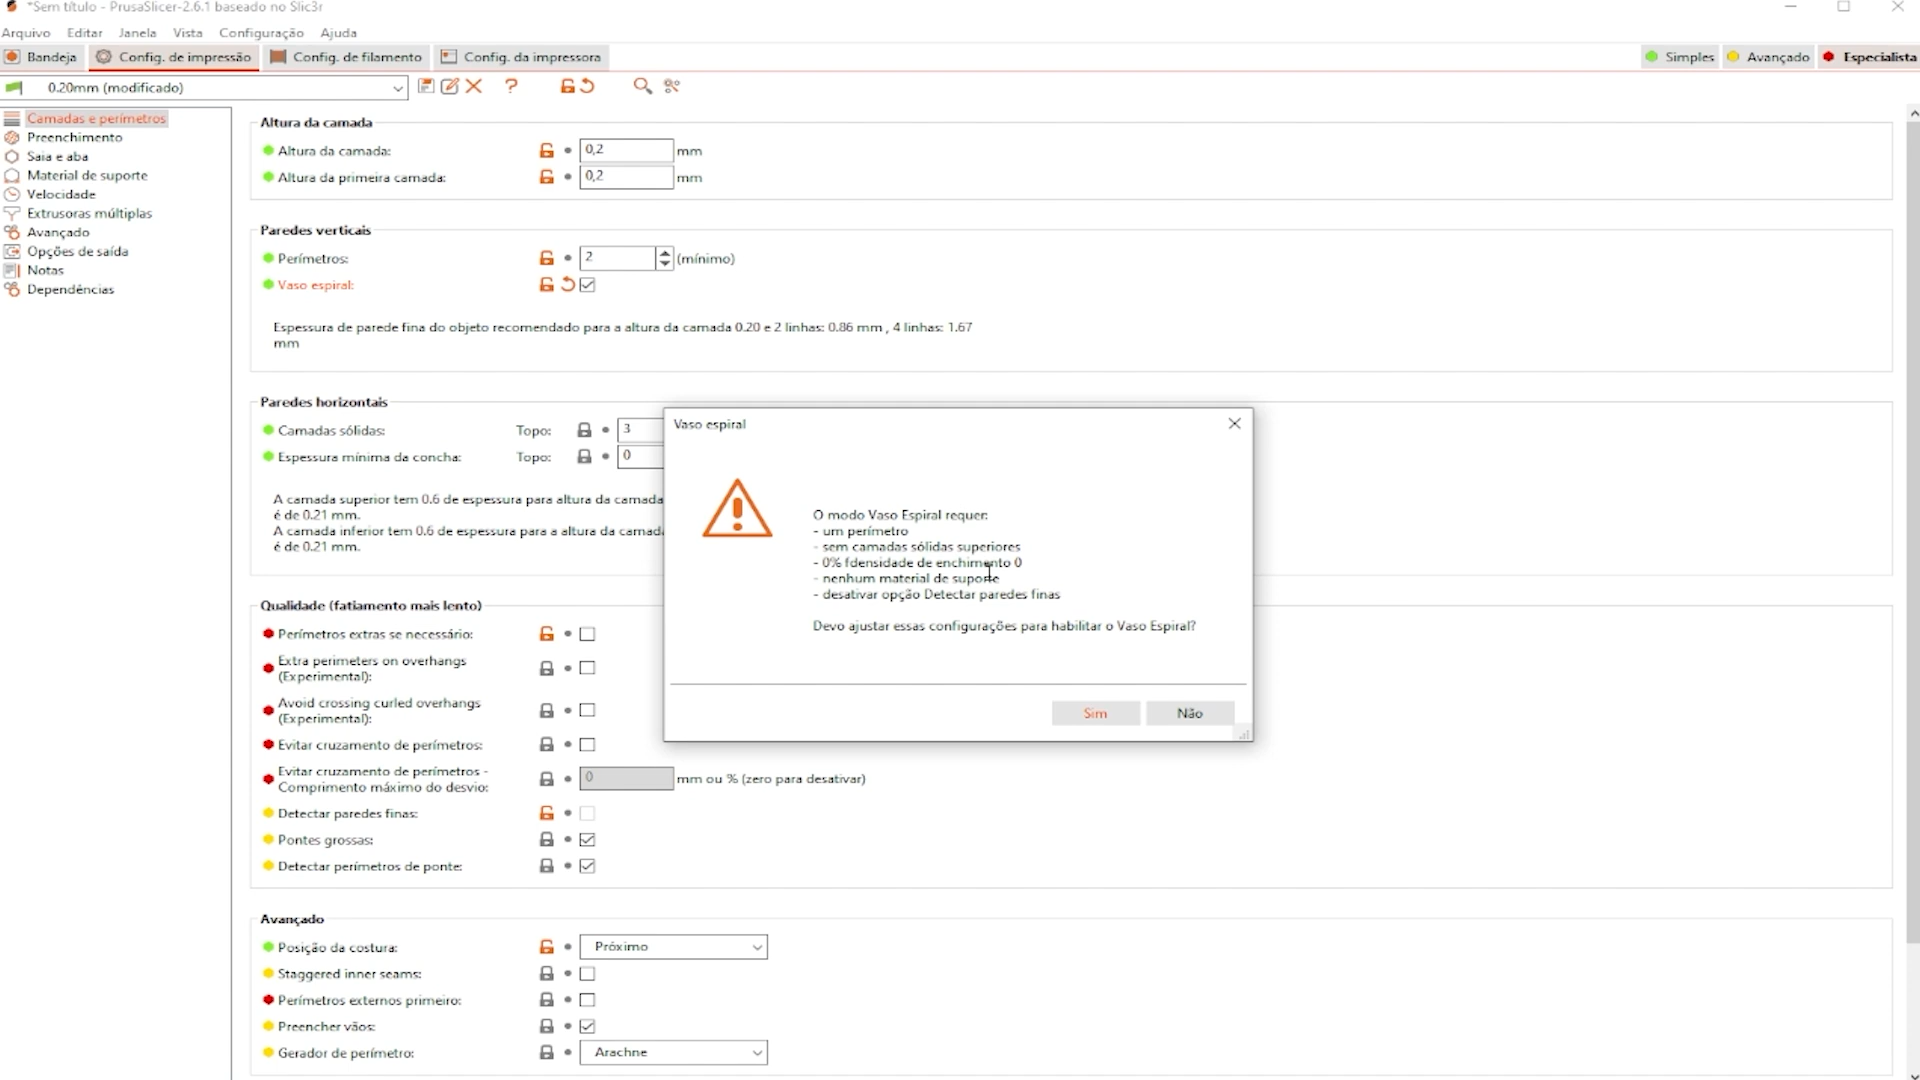 *Sem título - PrusaSlicer-2.6.1 baseado no Slic3r
Arquivo Editar Janela Vista Configuração Ajuda
Bandeja Config. de impressão Config. de filamento Config. da impressora Simples Avançado Especialista
0.20mm (modificado)
Camadas e perímetros
Preenchimento
Saia e aba
Material de suporte
Velocidade
Extrusoras múltiplas
Avançado
Opções de saída
Notas
Dependências
Altura da camada
Altura da camada: 0,2 mm
Altura da primeira camada: 0,2 mm
Paredes verticais
Perímetros: 2 (mínimo)
Vaso espiral:
Espessura de parede fina do objeto recomendado para a altura da camada 0.20 e 2 linhas: 0.86 mm , 4 linhas: 1.67
mm
Paredes horizontais
Camadas sólidas: Topo: 3
Espessura mínima da concha: Topo: 0
A camada superior tem 0.6 de espessura para altura da camada
é de 0.21 mm.
A camada inferior tem 0.6 de espessura para a altura da camada
é de 0.21 mm.
Qualidade (fatiamento mais lento)
Perímetros extras se necessário:
Extra perimeters on overhangs
(Experimental):
Avoid crossing curled overhangs
(Experimental):
Evitar cruzamento de perímetros:
Evitar cruzamento de perímetros -
Comprimento máximo do desvio: 0 mm ou % (zero para desativar)
Detectar paredes finas:
Pontes grossas:
Detectar perímetros de ponte:
Avançado
Posição da costura: Próximo
Staggered inner seams:
Perímetros externos primeiro:
Preencher vãos:
Gerador de perímetro: Arachne
Vaso espiral
O modo Vaso Espiral requer:
- um perímetro
- sem camadas sólidas superiores
- 0% fdensidade de enchimento 0
- nenhum material de suporte
- desativar opção Detectar paredes finas
Devo ajustar essas configurações para habilitar o Vaso Espiral?
Sim Não